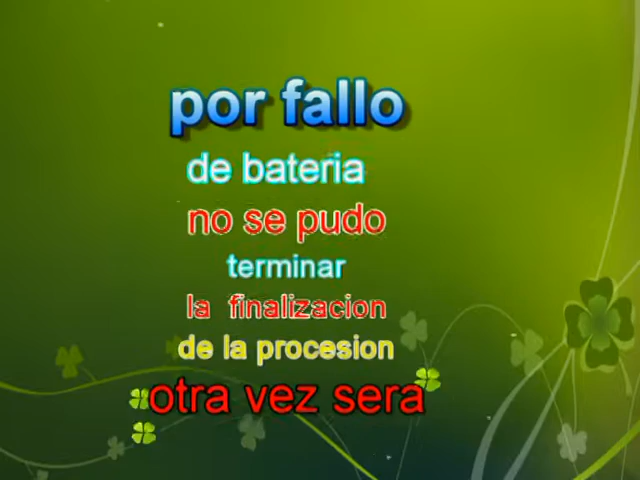 por fallo
de bateria
no se pudo
terminar
la finalizacion
de la procesion
otra vez sera